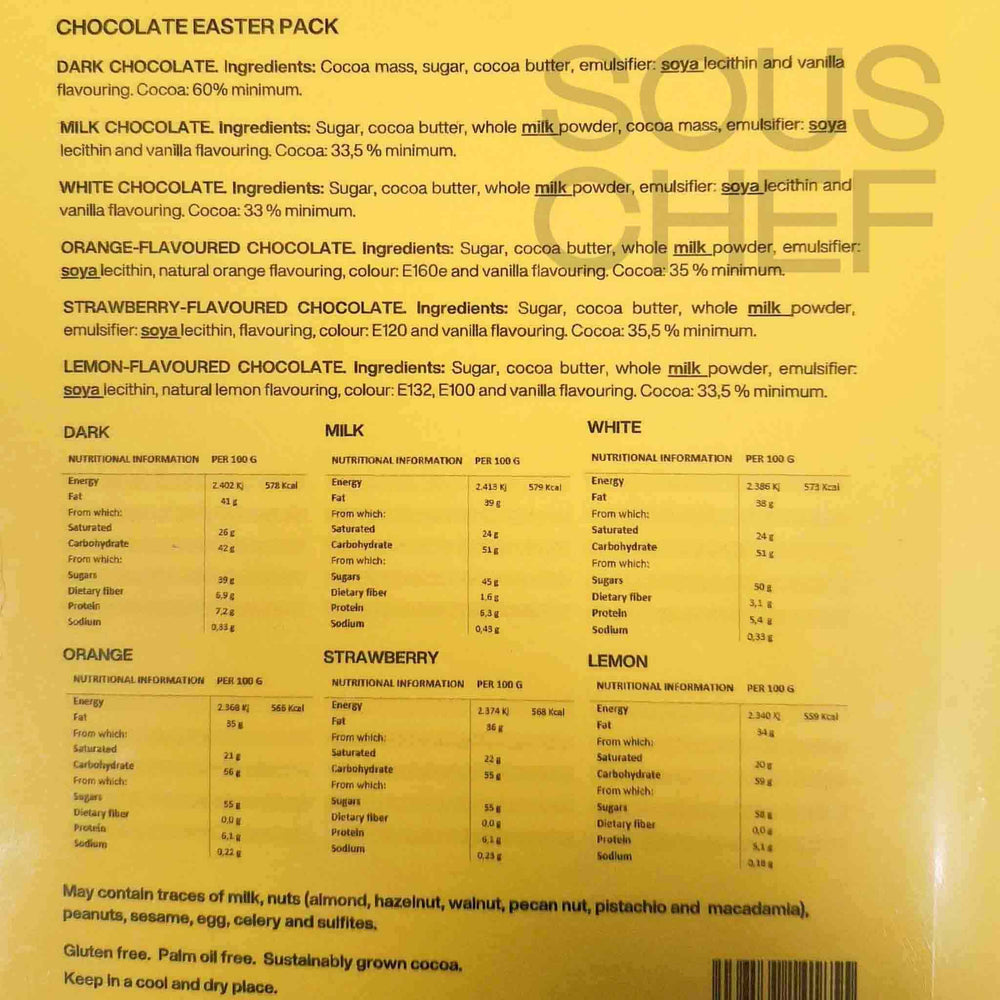 CHOCOLATE EASTER PACK
SOUS
CHEF
DARK CHOCOLATE. Ingredients: Cocoa mass, sugar, cocoa butter, emulsifier: soya lecithin and vanilla
flavouring. Cocoa: 60% minimum.
MILK CHOCOLATE. Ingredients: Sugar, cocoa butter, whole milk powder, cocoa mass, emulsifier: soya
lecithin and vanilla flavouring. Cocoa: 33,5 % minimum.
WHITE CHOCOLATE. Ingredients: Sugar, cocoa butter, whole milk powder, emulsifier: soya lecithin and
vanilla flavouring. Cocoa: 33 % minimum.
ORANGE-FLAVOURED CHOCOLATE. Ingredients: Sugar, cocoa butter, whole milk powder, emulsifier:
soya lecithin, natural orange flavouring, colour: E160e and vanilla flavouring. Cocoa: 35 % minimum.
STRAWBERRY-FLAVOURED CHOCOLATE. Ingredients: Sugar, cocoa butter, whole milk powder,
emulsifier: soya lecithin, flavouring, colour: E120 and vanilla flavouring. Cocoa: 35,5 % minimum.
LEMON-FLAVOURED CHOCOLATE. Ingredients: Sugar, cocoa butter, whole milk powder, emulsifier:
soya lecithin, natural lemon flavouring, colour: E132, E100 and vanilla flavouring. Cocoa: 33,5 % minimum.
DARK
NUTRITIONAL INFORMATION PER 100 G
Energy 2.402 Kj 578 Kcal
Fat 41 g
From which:
Saturated 26 g
Carbohydrate 42 g
From which:
Sugars 39 g
Dietary fiber 6,9 g
Protein 7,2 g
Sodium 0,33 g
MILK
NUTRITIONAL INFORMATION PER 100 G
Energy 2.413 Kj 579 Kcal
Fat 39 g
From which:
Saturated 24 g
Carbohydrate 51 g
From which:
Sugars 45 g
Dietary fiber 1,6 g
Protein 6,3 g
Sodium 0,43 g
WHITE
NUTRITIONAL INFORMATION PER 100 G
Energy 2.386 Kj 573 Kcal
Fat 38 g
From which:
Saturated 24 g
Carbohydrate 51 g
From which:
Sugars 50 g
Dietary fiber 3,1 g
Protein 5,4 g
Sodium 0,33 g
ORANGE
NUTRITIONAL INFORMATION PER 100 G
Energy 2.368 Kj 566 Kcal
Fat 35 g
From which:
Saturated 21 g
Carbohydrate 56 g
From which:
Sugars 55 g
Dietary fiber 0,0 g
Protein 6,1 g
Sodium 0,22 g
STRAWBERRY
NUTRITIONAL INFORMATION PER 100 G
Energy 2.374 Kj 568 Kcal
Fat 36 g
From which:
Saturated 22 g
Carbohydrate 55 g
From which:
Sugars 55 g
Dietary fiber 0,0 g
Protein 6,1 g
Sodium 0,23 g
LEMON
NUTRITIONAL INFORMATION PER 100 G
Energy 2.340 Kj 559 Kcal
Fat 34 g
From which:
Saturated 20 g
Carbohydrate 59 g
From which:
Sugars 58 g
Dietary fiber 0,0 g
Protein 5,1 g
Sodium
May contain traces of milk, nuts (almond, hazelnut, walnut, pecan nut, pistachio and macadamia),
peanuts, sesame, egg, celery and sulfites.
Gluten free. Palm oil free. Sustainably grown cocoa.
Keep in a cool and dry place.